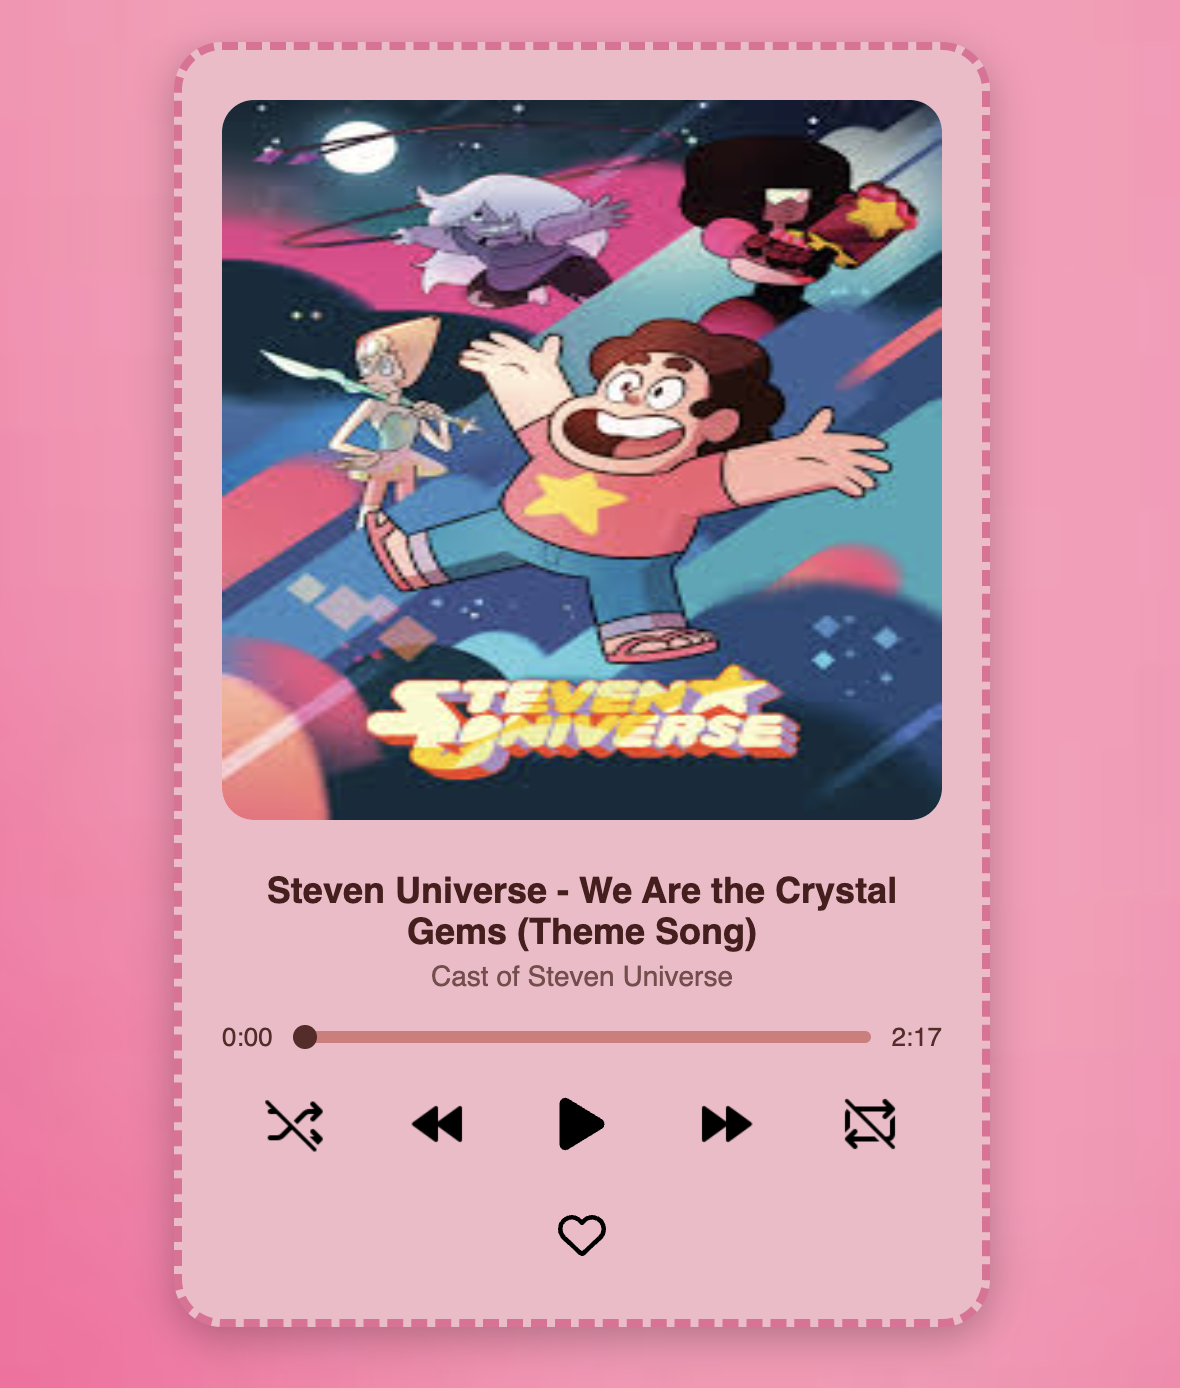 STEVEN
UNIVERSE
Steven Universe - We Are the Crystal
Gems (Theme Song)
Cast of Steven Universe
0:00 2:17